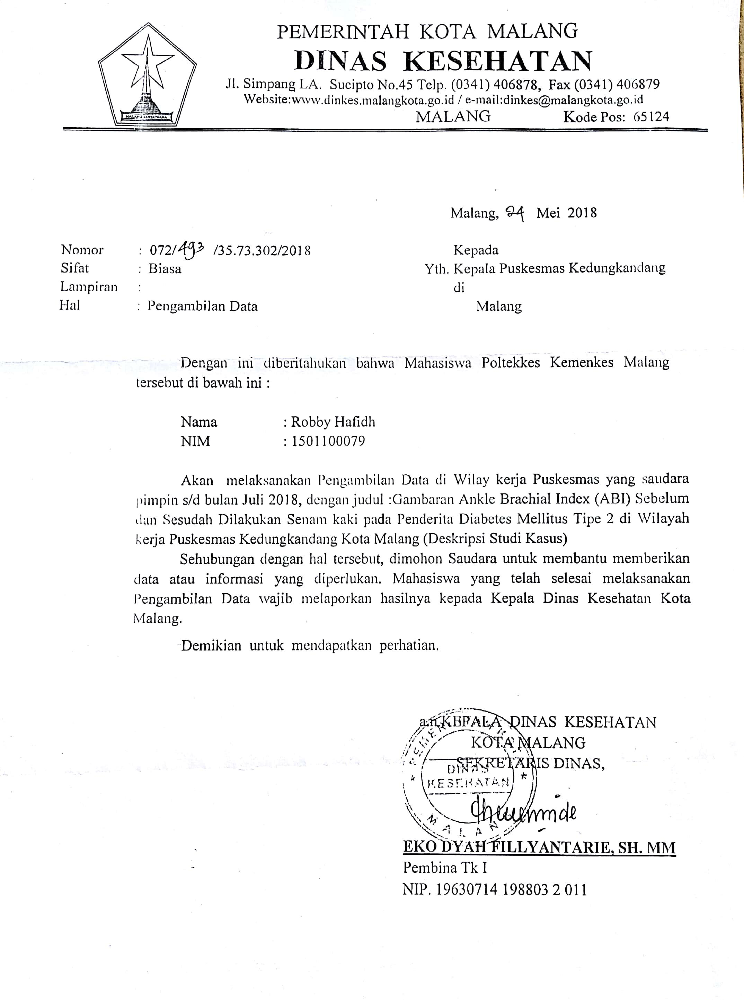 PEMERINTAH KOTA MALANG
DINAS KESEHATAN
Jl. Simpang LA. Sucipto No.45 Telp. (0341) 406878, Fax (0341) 406879
Website:www.dinkes.malangkota.go.id / e-mail:dinkes@malangkota.go.id
MALANG Kode Pos: 65124
Malang, 24 Mei 2018
Nomor : 072/493 /35.73.302/2018
Sifat : Biasa
Lampiran :
Hal : Pengambilan Data
Kepada
Yth. Kepala Puskesmas Kedungkandang
di
Malang
Dengan ini diberitahukan bahwa Mahasiswa Poltekkes Kemenkes Malang
tersebut di bawah ini :
Nama : Robby Hafidh
NIM : 1501100079
Akan melaksanakan Pengambilan Data di Wilay kerja Puskesmas yang saudara
pimpin s/d bulan Juli 2018, dengan judul :Gambaran Ankle Brachial Index (ABI) Sebelum
dan Sesudah Dilakukan Senam kaki pada Penderita Diabetes Mellitus Tipe 2 di Wilayah
kerja Puskesmas Kedungkandang Kota Malang (Deskripsi Studi Kasus)
Sehubungan dengan hal tersebut, dimohon Saudara untuk membantu memberikan
data atau informasi yang diperlukan. Mahasiswa yang telah selesai melaksanakan
Pengambilan Data wajib melaporkan hasilnya kepada Kepala Dinas Kesehatan Kota
Malang.
Demikian untuk mendapatkan perhatian.
a.n.KEPALA DINAS KESEHATAN
KOTA MALANG
SEKRETARIS DINAS,
DINAS
KESEHATAN
MALANG
EKO DYAH FILLYANTARIE, SH. MM
Pembina Tk I
NIP. 19630714 198803 2 011